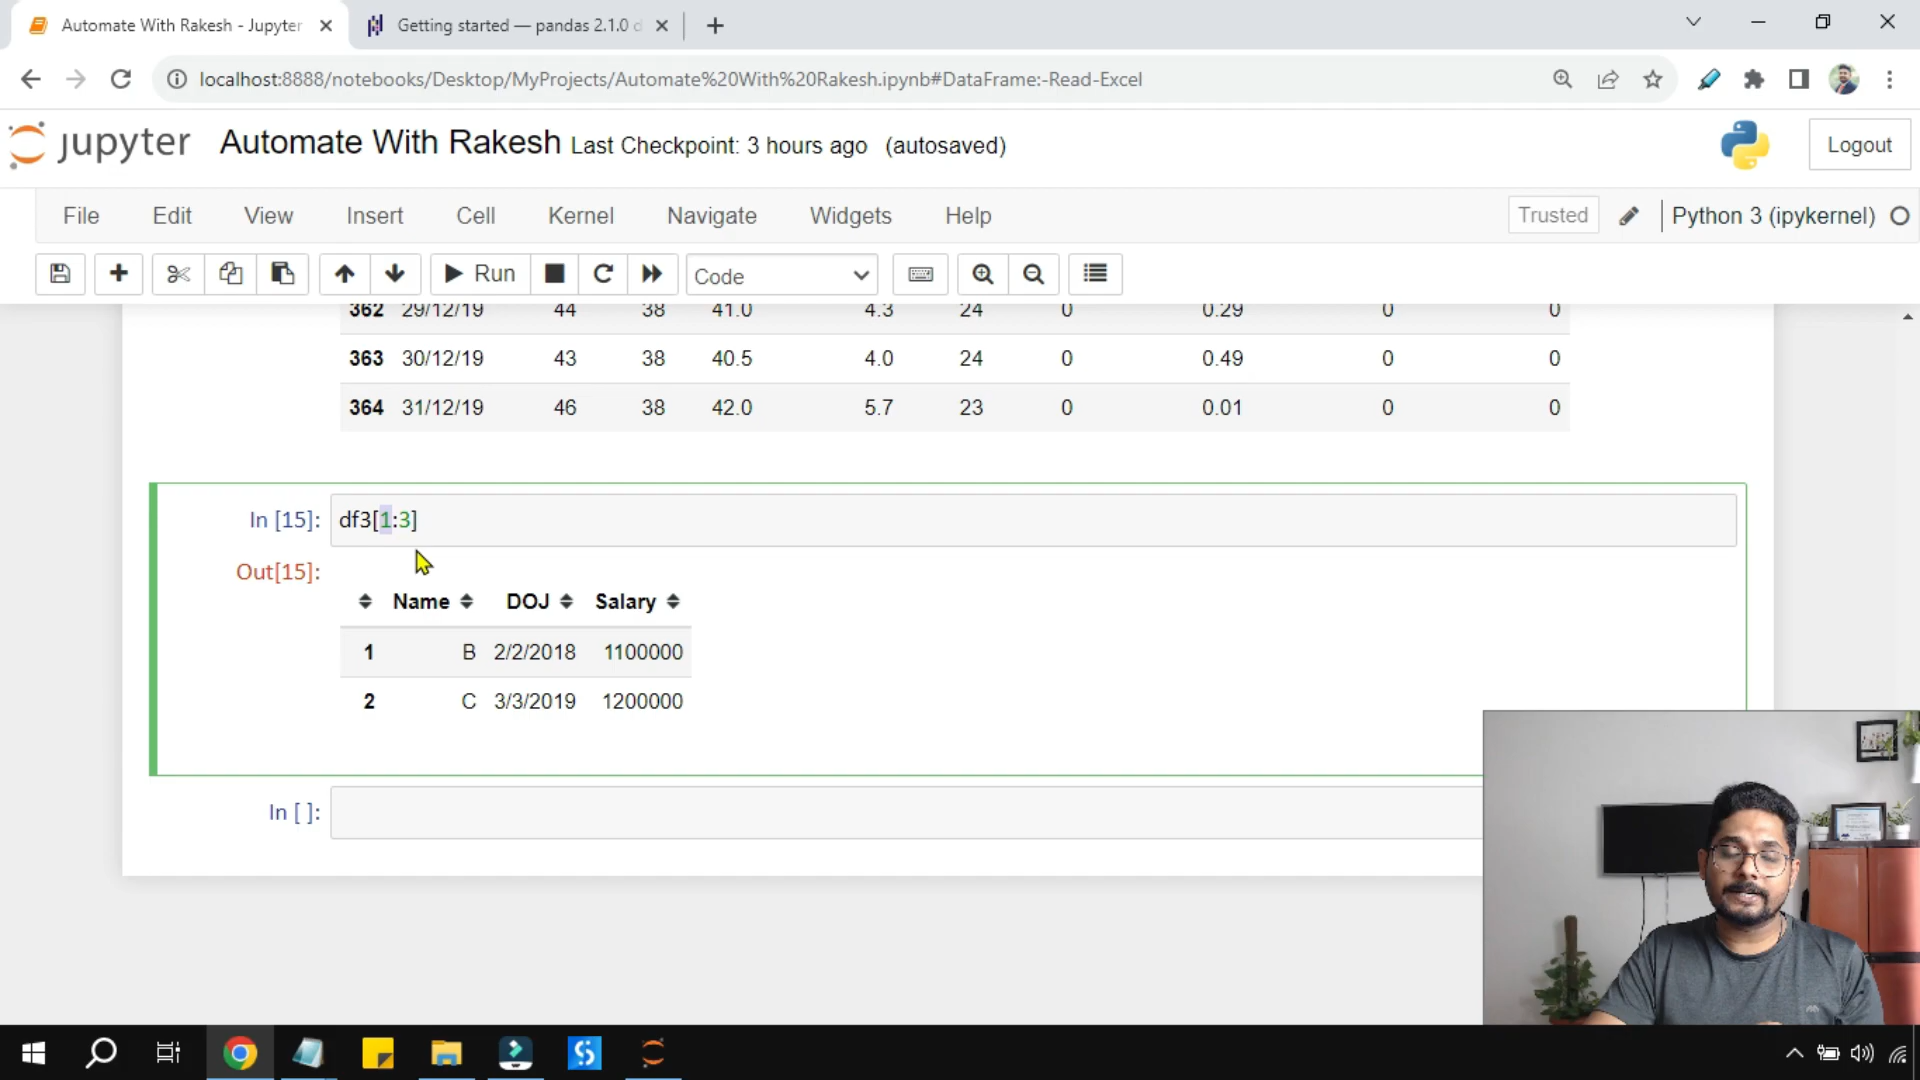 Automate With Rakesh - Jupyter
Getting started — pandas 2.1.0 d
localhost:8888/notebooks/Desktop/MyProjects/Automate%20With%20Rakesh.ipynb#DataFrame:-Read-Excel
jupyter Automate With Rakesh Last Checkpoint: 3 hours ago (autosaved)
Logout
File Edit View Insert Cell Kernel Navigate Widgets Help
Trusted
Python 3 (ipykernel)
Run
Code
362 29/12/19 44 38 41.0 4.3 24 0 0.29 0 0
363 30/12/19 43 38 40.5 4.0 24 0 0.49 0 0
364 31/12/19 46 38 42.0 5.7 23 0 0.01 0 0
In [15]: df3[1:3]
Out[15]:
Name DOJ Salary
1 B 2/2/2018 1100000
2 C 3/3/2019 1200000
In [ ]: